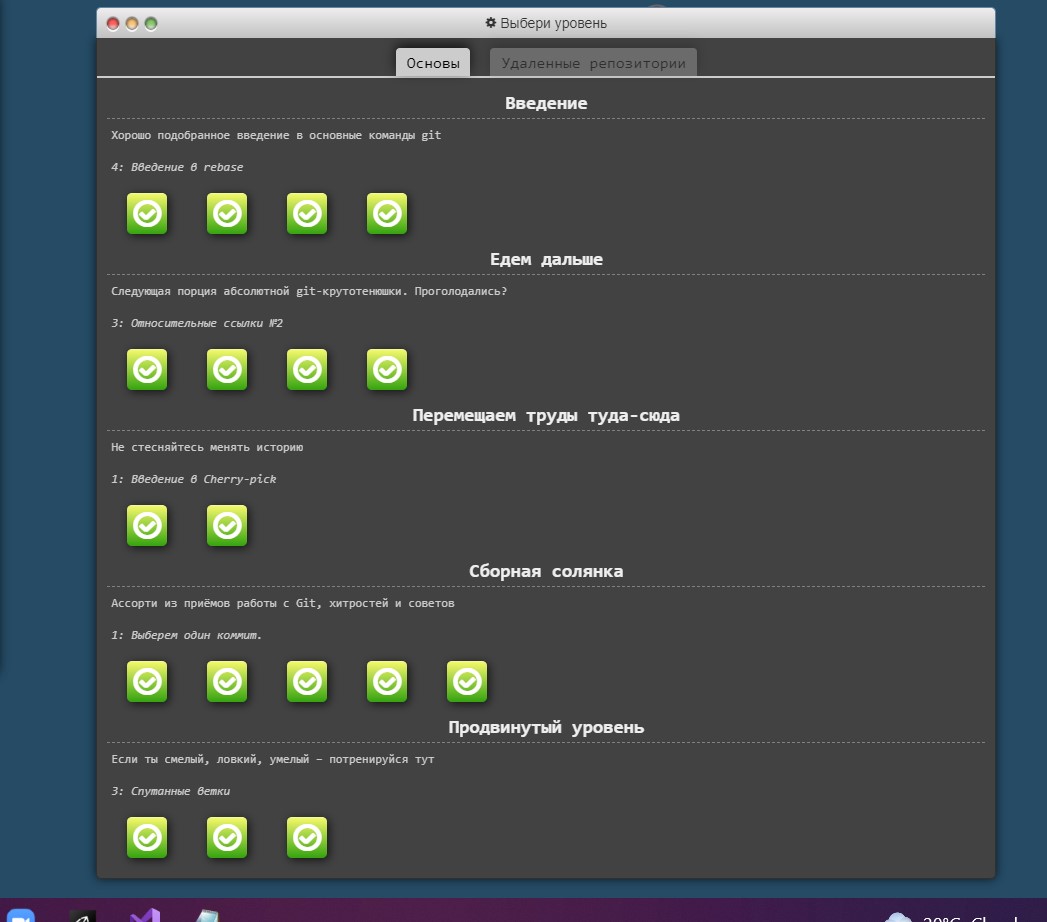 Выбери уровень
Основы
Удаленные репозитории
Введение
Хорошо подобранное введение в основные команды git
4: Введение в rebase
Едем дальше
Следующая порция абсолютной git-крутотенюшки. Проголодались?
3: Относительные ссылки №2
Перемещаем труды туда-сюда
Не стесняйтесь менять историю
1: Введение в Cherry-pick
Сборная солянка
Ассорти из приёмов работы с Git, хитростей и советов
1: Выберем один коммит.
Продвинутый уровень
Если ты смелый, ловкий, умелый – потренируйся тут
3: Спутанные ветки